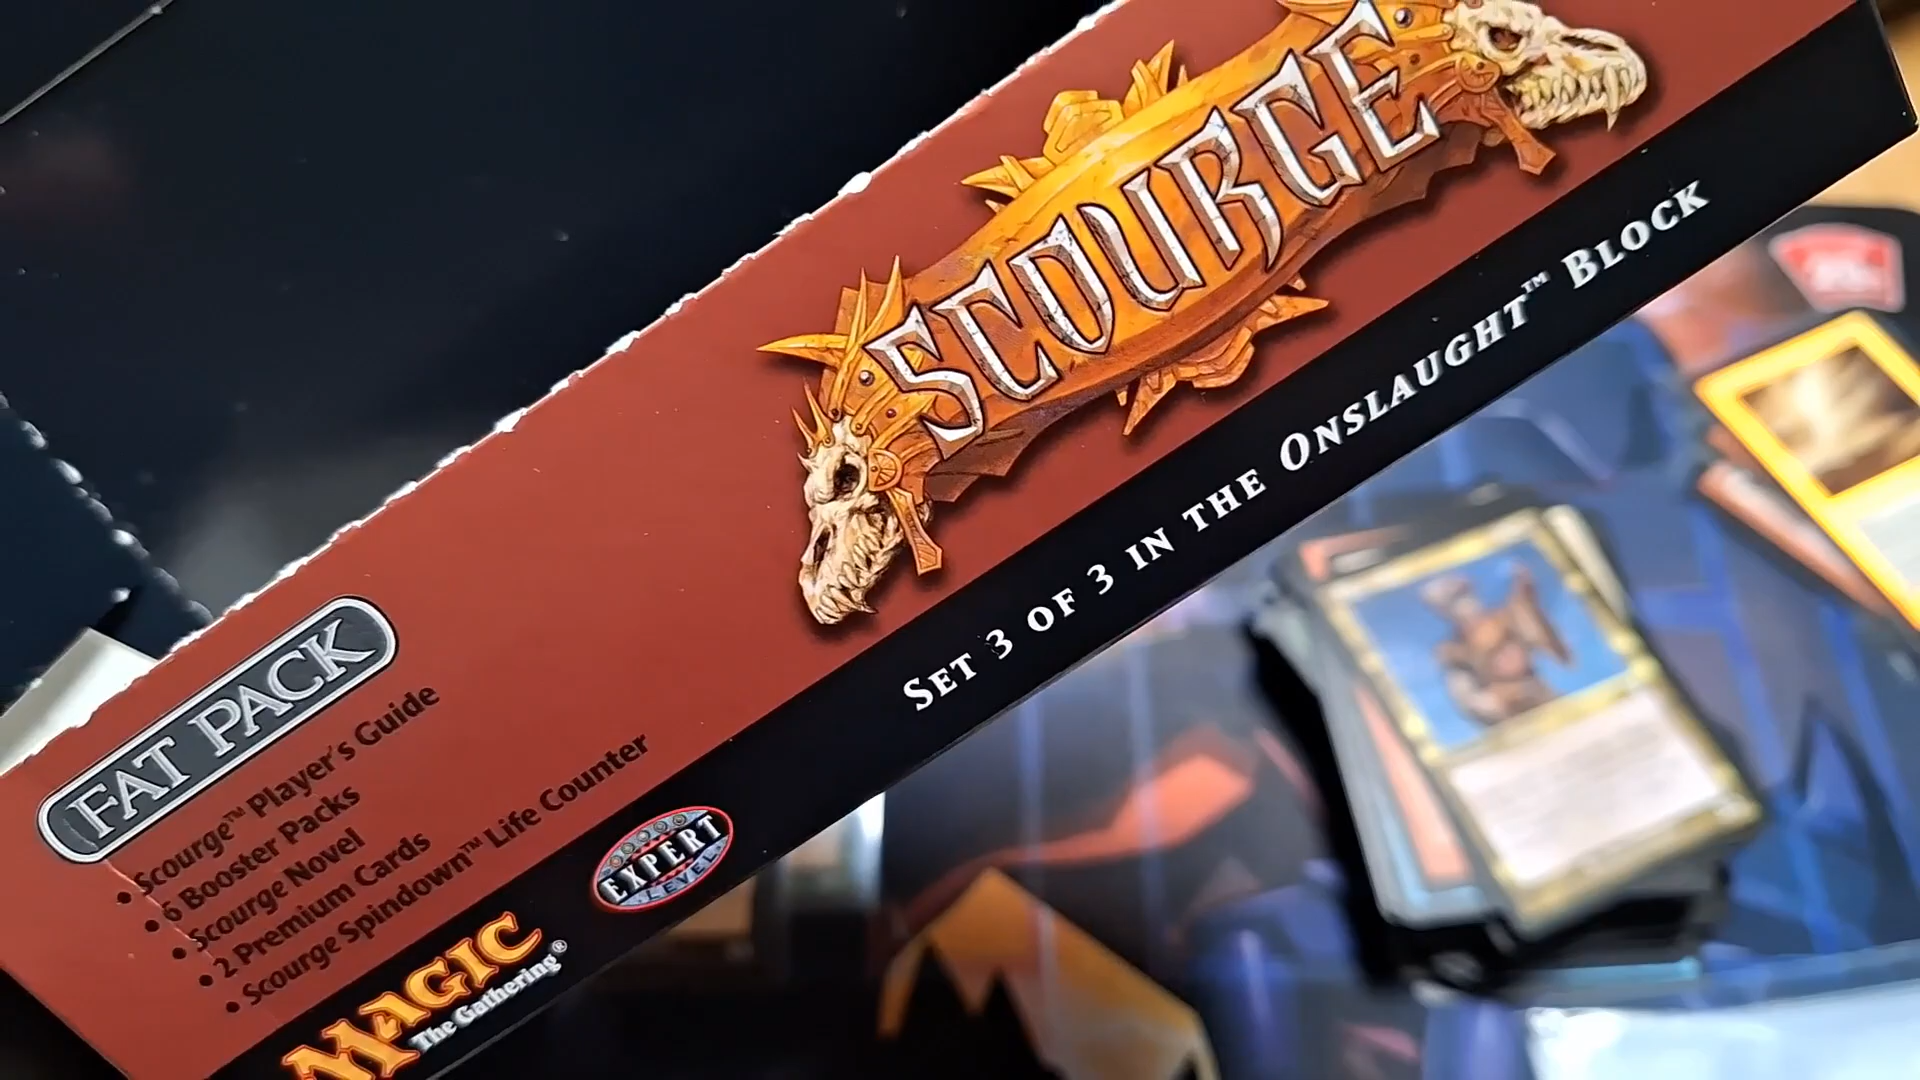 SCOURGE
SET 3 OF 3 IN THE ONSLAUGHT™ BLOCK
FAT PACK
• Scourge™ Player's Guide
• 6 Booster Packs
• Scourge Novel
• 2 Premium Cards
• Scourge Spindown™ Life Counter
EXPERT
LEVEL
MAGIC
The Gathering®